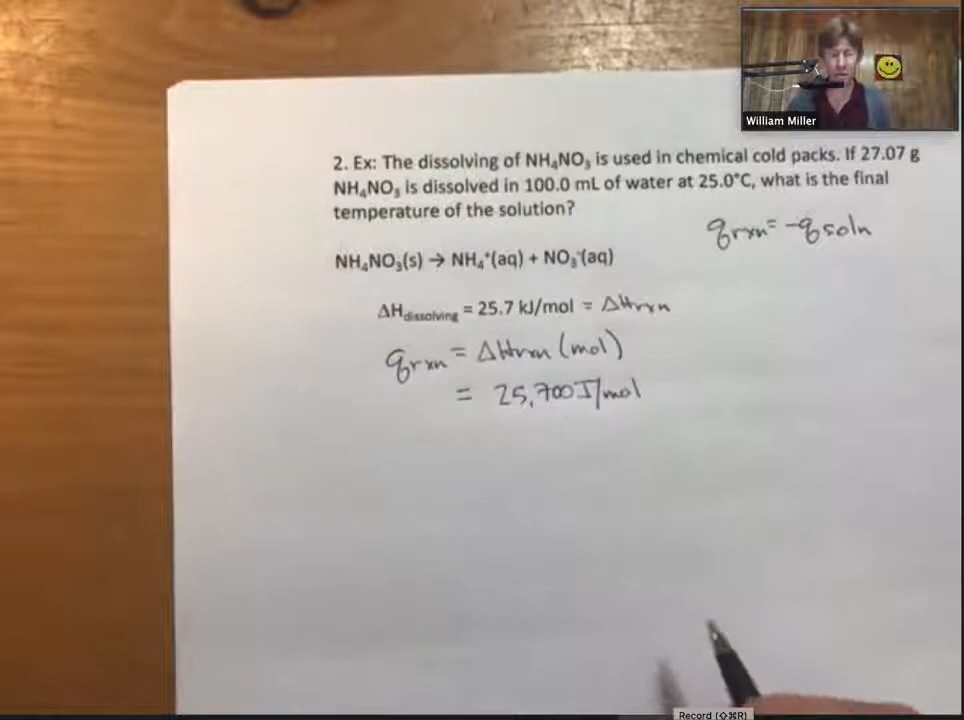 William Miller
2. Ex: The dissolving of NH₄NO₃ is used in chemical cold packs. If 27.07 g
NH₄NO₃ is dissolved in 100.0 mL of water at 25.0°C, what is the final
temperature of the solution?
qrxn = -qsoln
NH₄NO₃(s) → NH₄⁺(aq) + NO₃⁻(aq)
ΔHdissolving = 25.7 kJ/mol = ΔHrxn
qrxn = ΔHrxn (mol)
= 25,700 J/mol
Record (⇧⌘R)